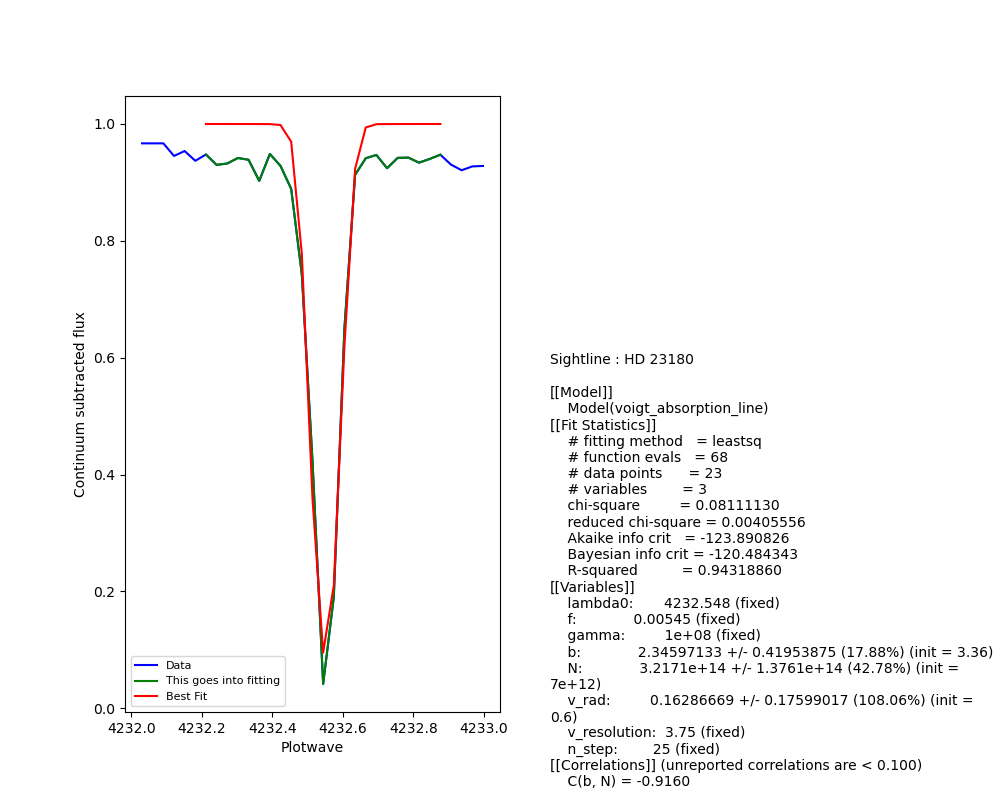 1.0
0.8
0.6
0.4
0.2
0.0
Continuum subtracted flux
Data
This goes into fitting
Best Fit
4232.0 4232.2 4232.4 4232.6 4232.8 4233.0
Plotwave
Sightline : HD 23180
[[Model]]
Model(voigt_absorption_line)
[[Fit Statistics]]
# fitting method = leastsq
# function evals = 68
# data points = 23
# variables = 3
chi-square = 0.08111130
reduced chi-square = 0.00405556
Akaike info crit = -123.890826
Bayesian info crit = -120.484343
R-squared = 0.94318860
[[Variables]]
lambda0: 4232.548 (fixed)
f: 0.00545 (fixed)
gamma: 1e+08 (fixed)
b: 2.34597133 +/- 0.41953875 (17.88%) (init = 3.36)
N: 3.2171e+14 +/- 1.3761e+14 (42.78%) (init =
7e+12)
v_rad: 0.16286669 +/- 0.17599017 (108.06%) (init =
0.6)
v_resolution: 3.75 (fixed)
n_step: 25 (fixed)
[[Correlations]] (unreported correlations are < 0.100)
C(b, N) = -0.9160